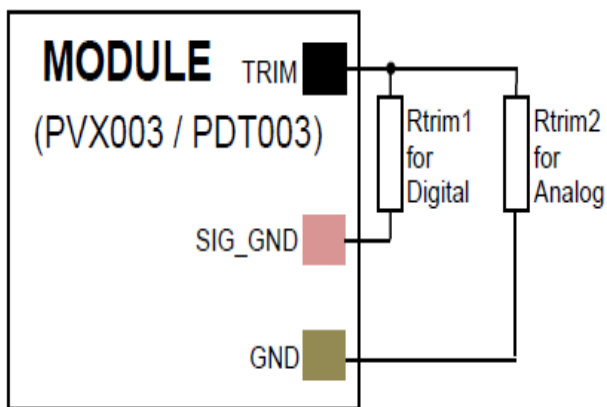 MODULE
(PVX003 / PDT003)
TRIM
Rtrim1
for
Digital
Rtrim2
for
Analog
SIG_GND
GND